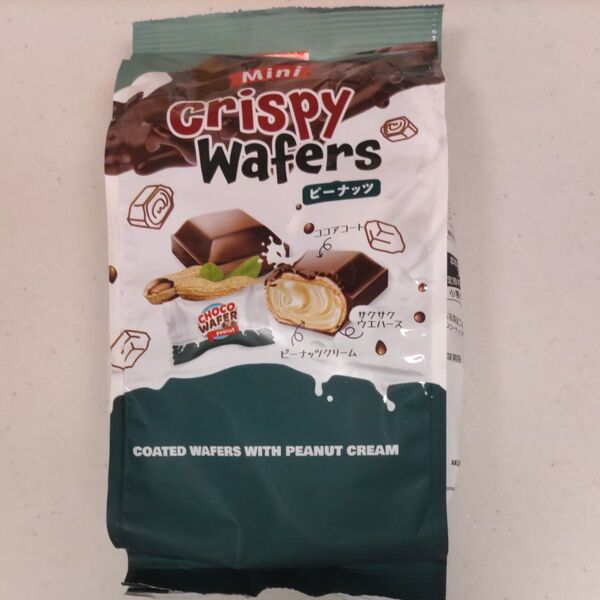 Mini
crispy
Wafers
ピーナッツ
ココアコート
CHOCO
WAFER
Peanut
サクサク
ウエハース
ピーナッツクリーム
COATED WAFERS WITH PEANUT CREAM